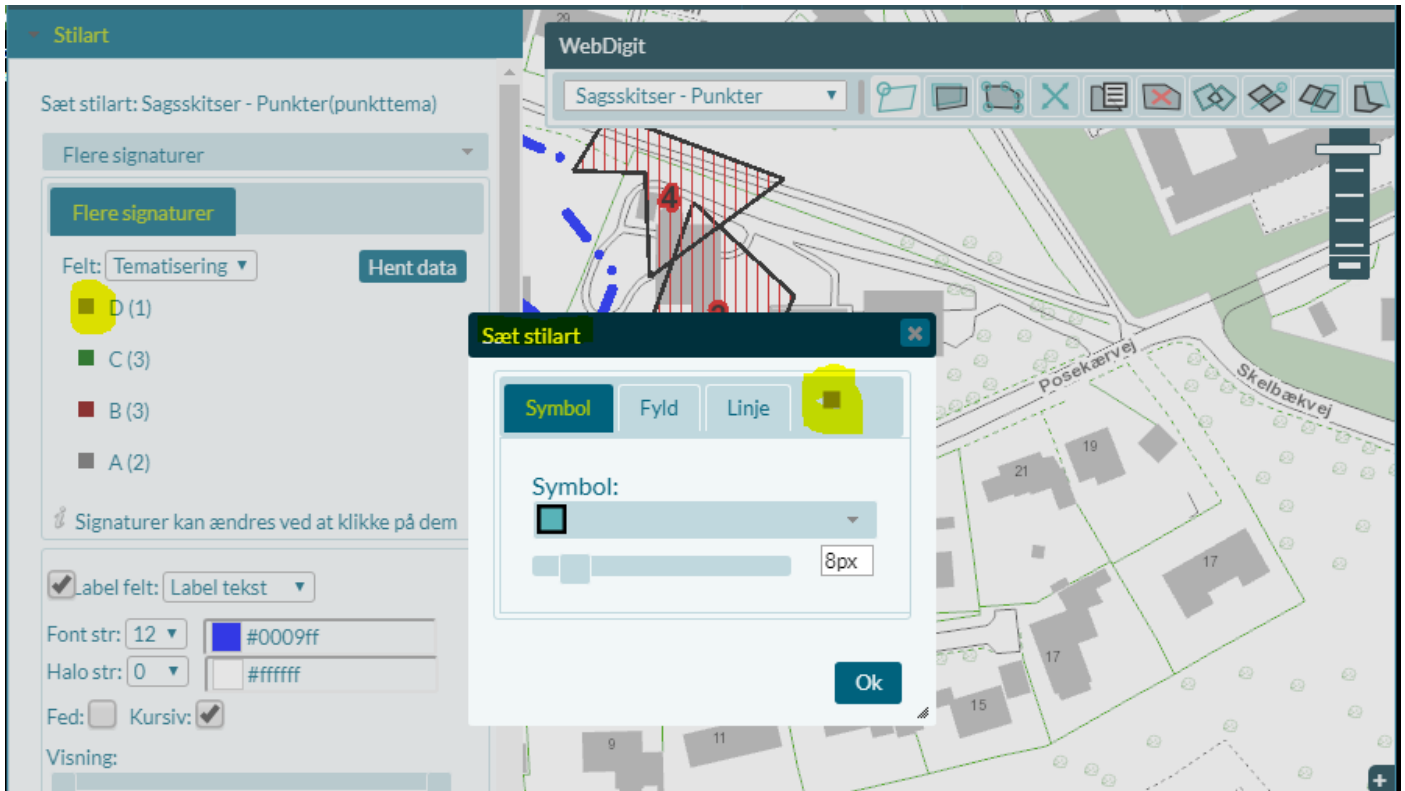 Stilart
Sæt stilart: Sagsskitser - Punkter(punkttema)
Flere signaturer
Flere signaturer
Felt: Tematisering
Hent data
D (1)
C (3)
B (3)
A (2)
Signaturer kan ændres ved at klikke på dem
Label felt: Label tekst
Font str: 12
#0009ff
Halo str: 0
#ffffff
Fed: Kursiv:
Visning:
29
WebDigit
Sagsskitser - Punkter
4
Sæt stilart
Symbol
Fyld
Linje
Symbol:
8px
Ok
Posekærvej
Skelbækvej
19
21
17
17
15
11
9
+